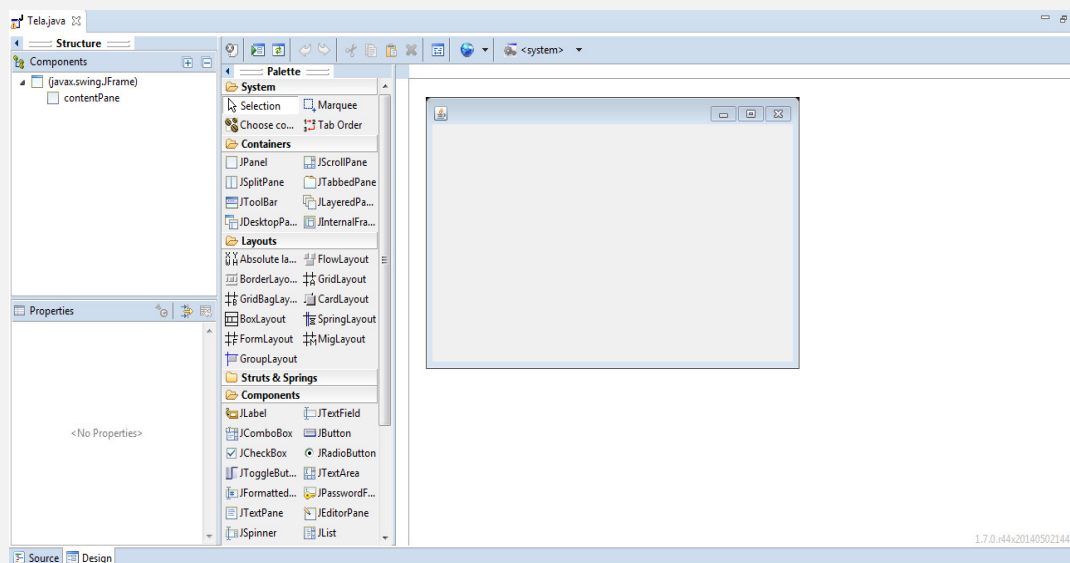 Tela.java
Structure
Components
(javax.swing.JFrame)
contentPane
Properties
<No Properties>
<system>
Palette
System
Selection Marquee
Choose co... Tab Order
Containers
JPanel JScrollPane
JSplitPane JTabbedPane
JToolBar JLayeredPa...
JDesktopPa... JInternalFra...
Layouts
Absolute la... FlowLayout
BorderLayo... GridLayout
GridBagLay... CardLayout
BoxLayout SpringLayout
FormLayout MigLayout
GroupLayout
Struts & Springs
Components
JLabel JTextField
JComboBox JButton
JCheckBox JRadioButton
JToggleBut... JTextArea
JFormatted... JPasswordF...
JTextPane JEditorPane
JSpinner JList
1.7.0.r44x20140502144
Source Design